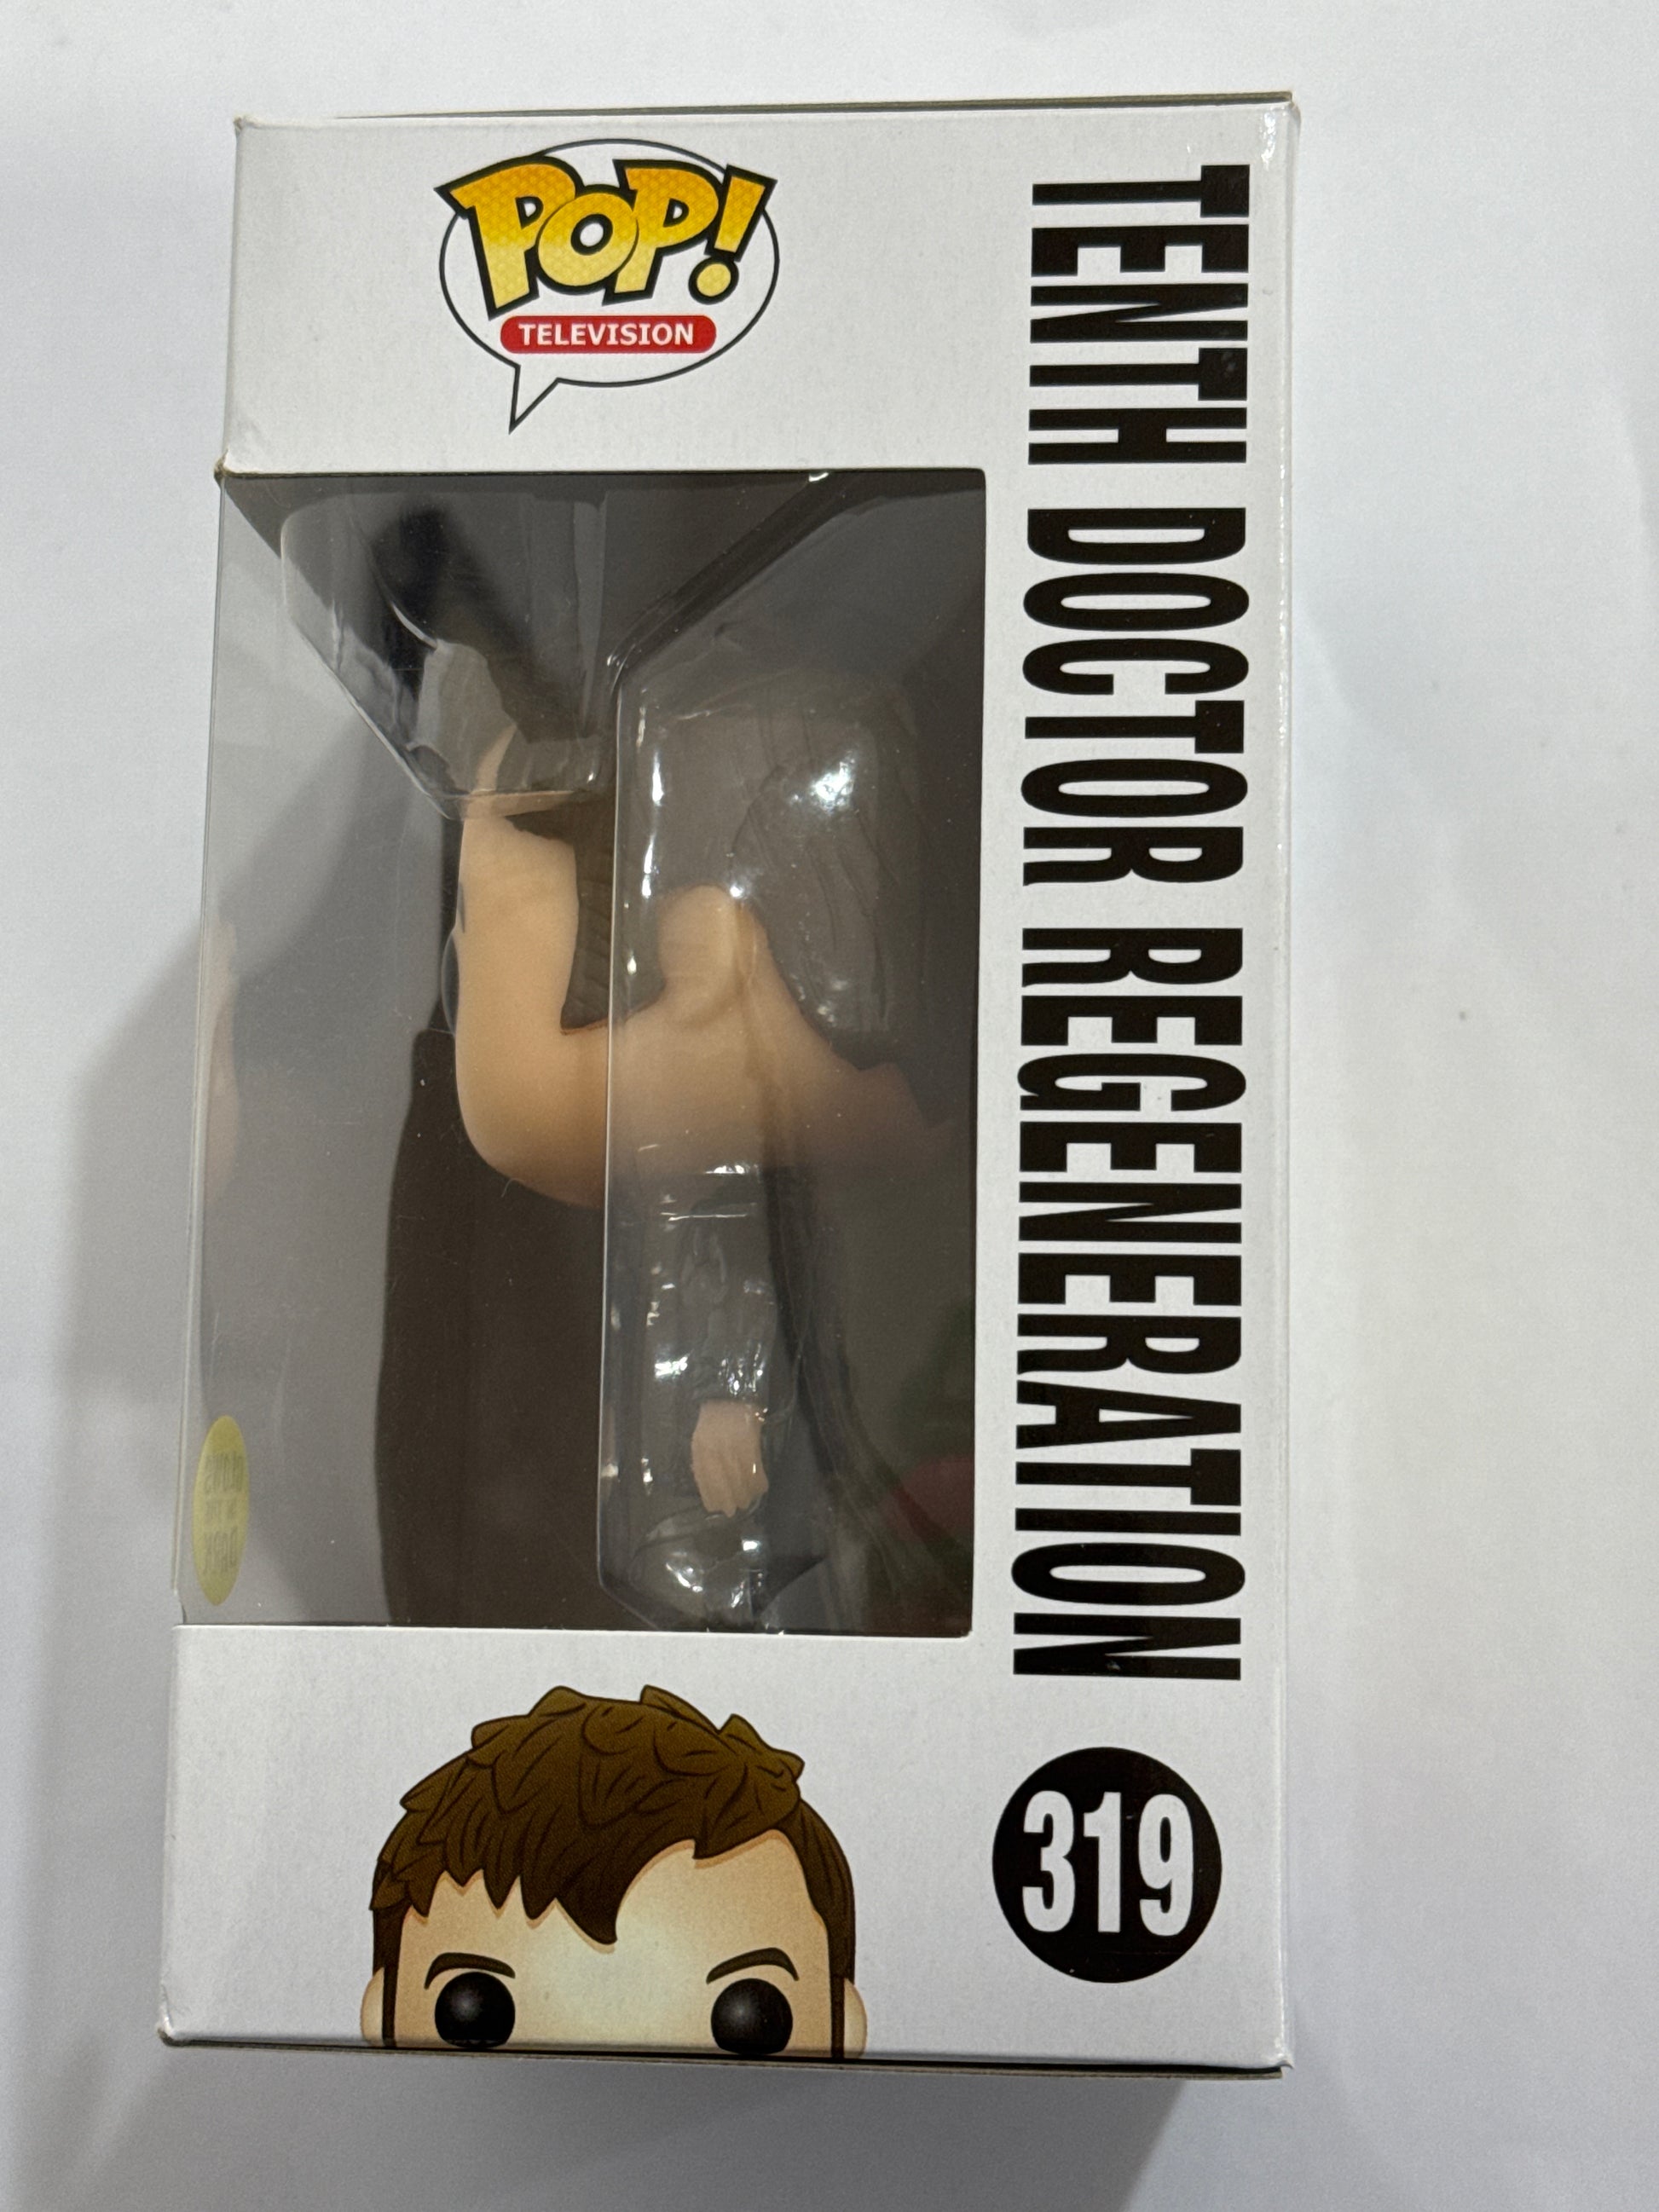 POP!
TELEVISION
TENTH DOCTOR REGENERATION
319